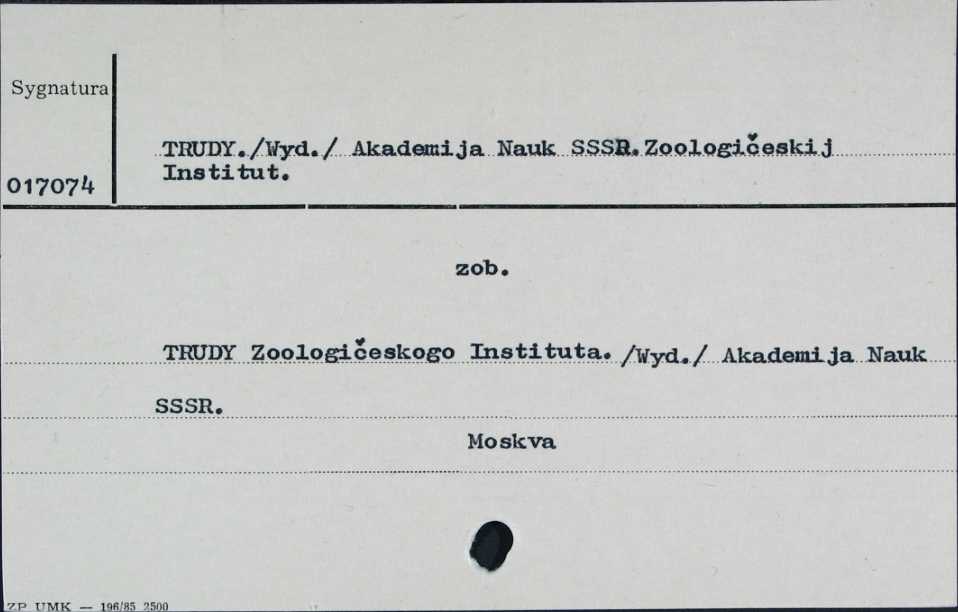 Sygnatura
TRUDY./Wyd./ Akademija Nauk SSSR.Zoologičeskij
Institut.
017074
zob.
TRUDY Zoologičeskogo Instituta. /Wyd./ Akademija Nauk
SSSR.
Moskva
ZP UMK — 196/85 2500